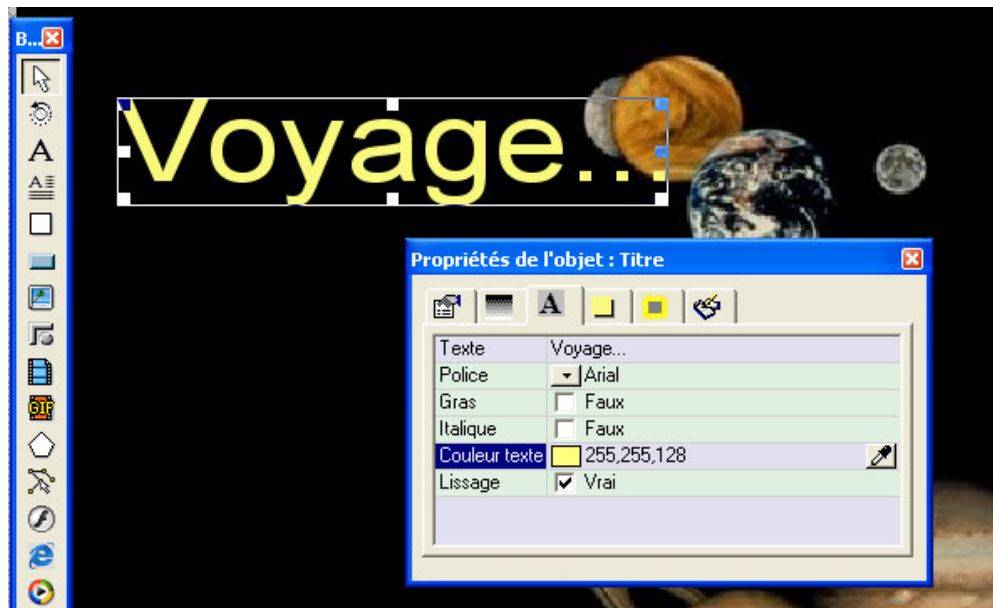 B...
Voyage...
Propriétés de l'objet : Titre
A
A
A
Texte Voyage...
Police Arial
Gras Faux
Italique Faux
Couleur texte 255,255,128
Lissage Vrai
GIF